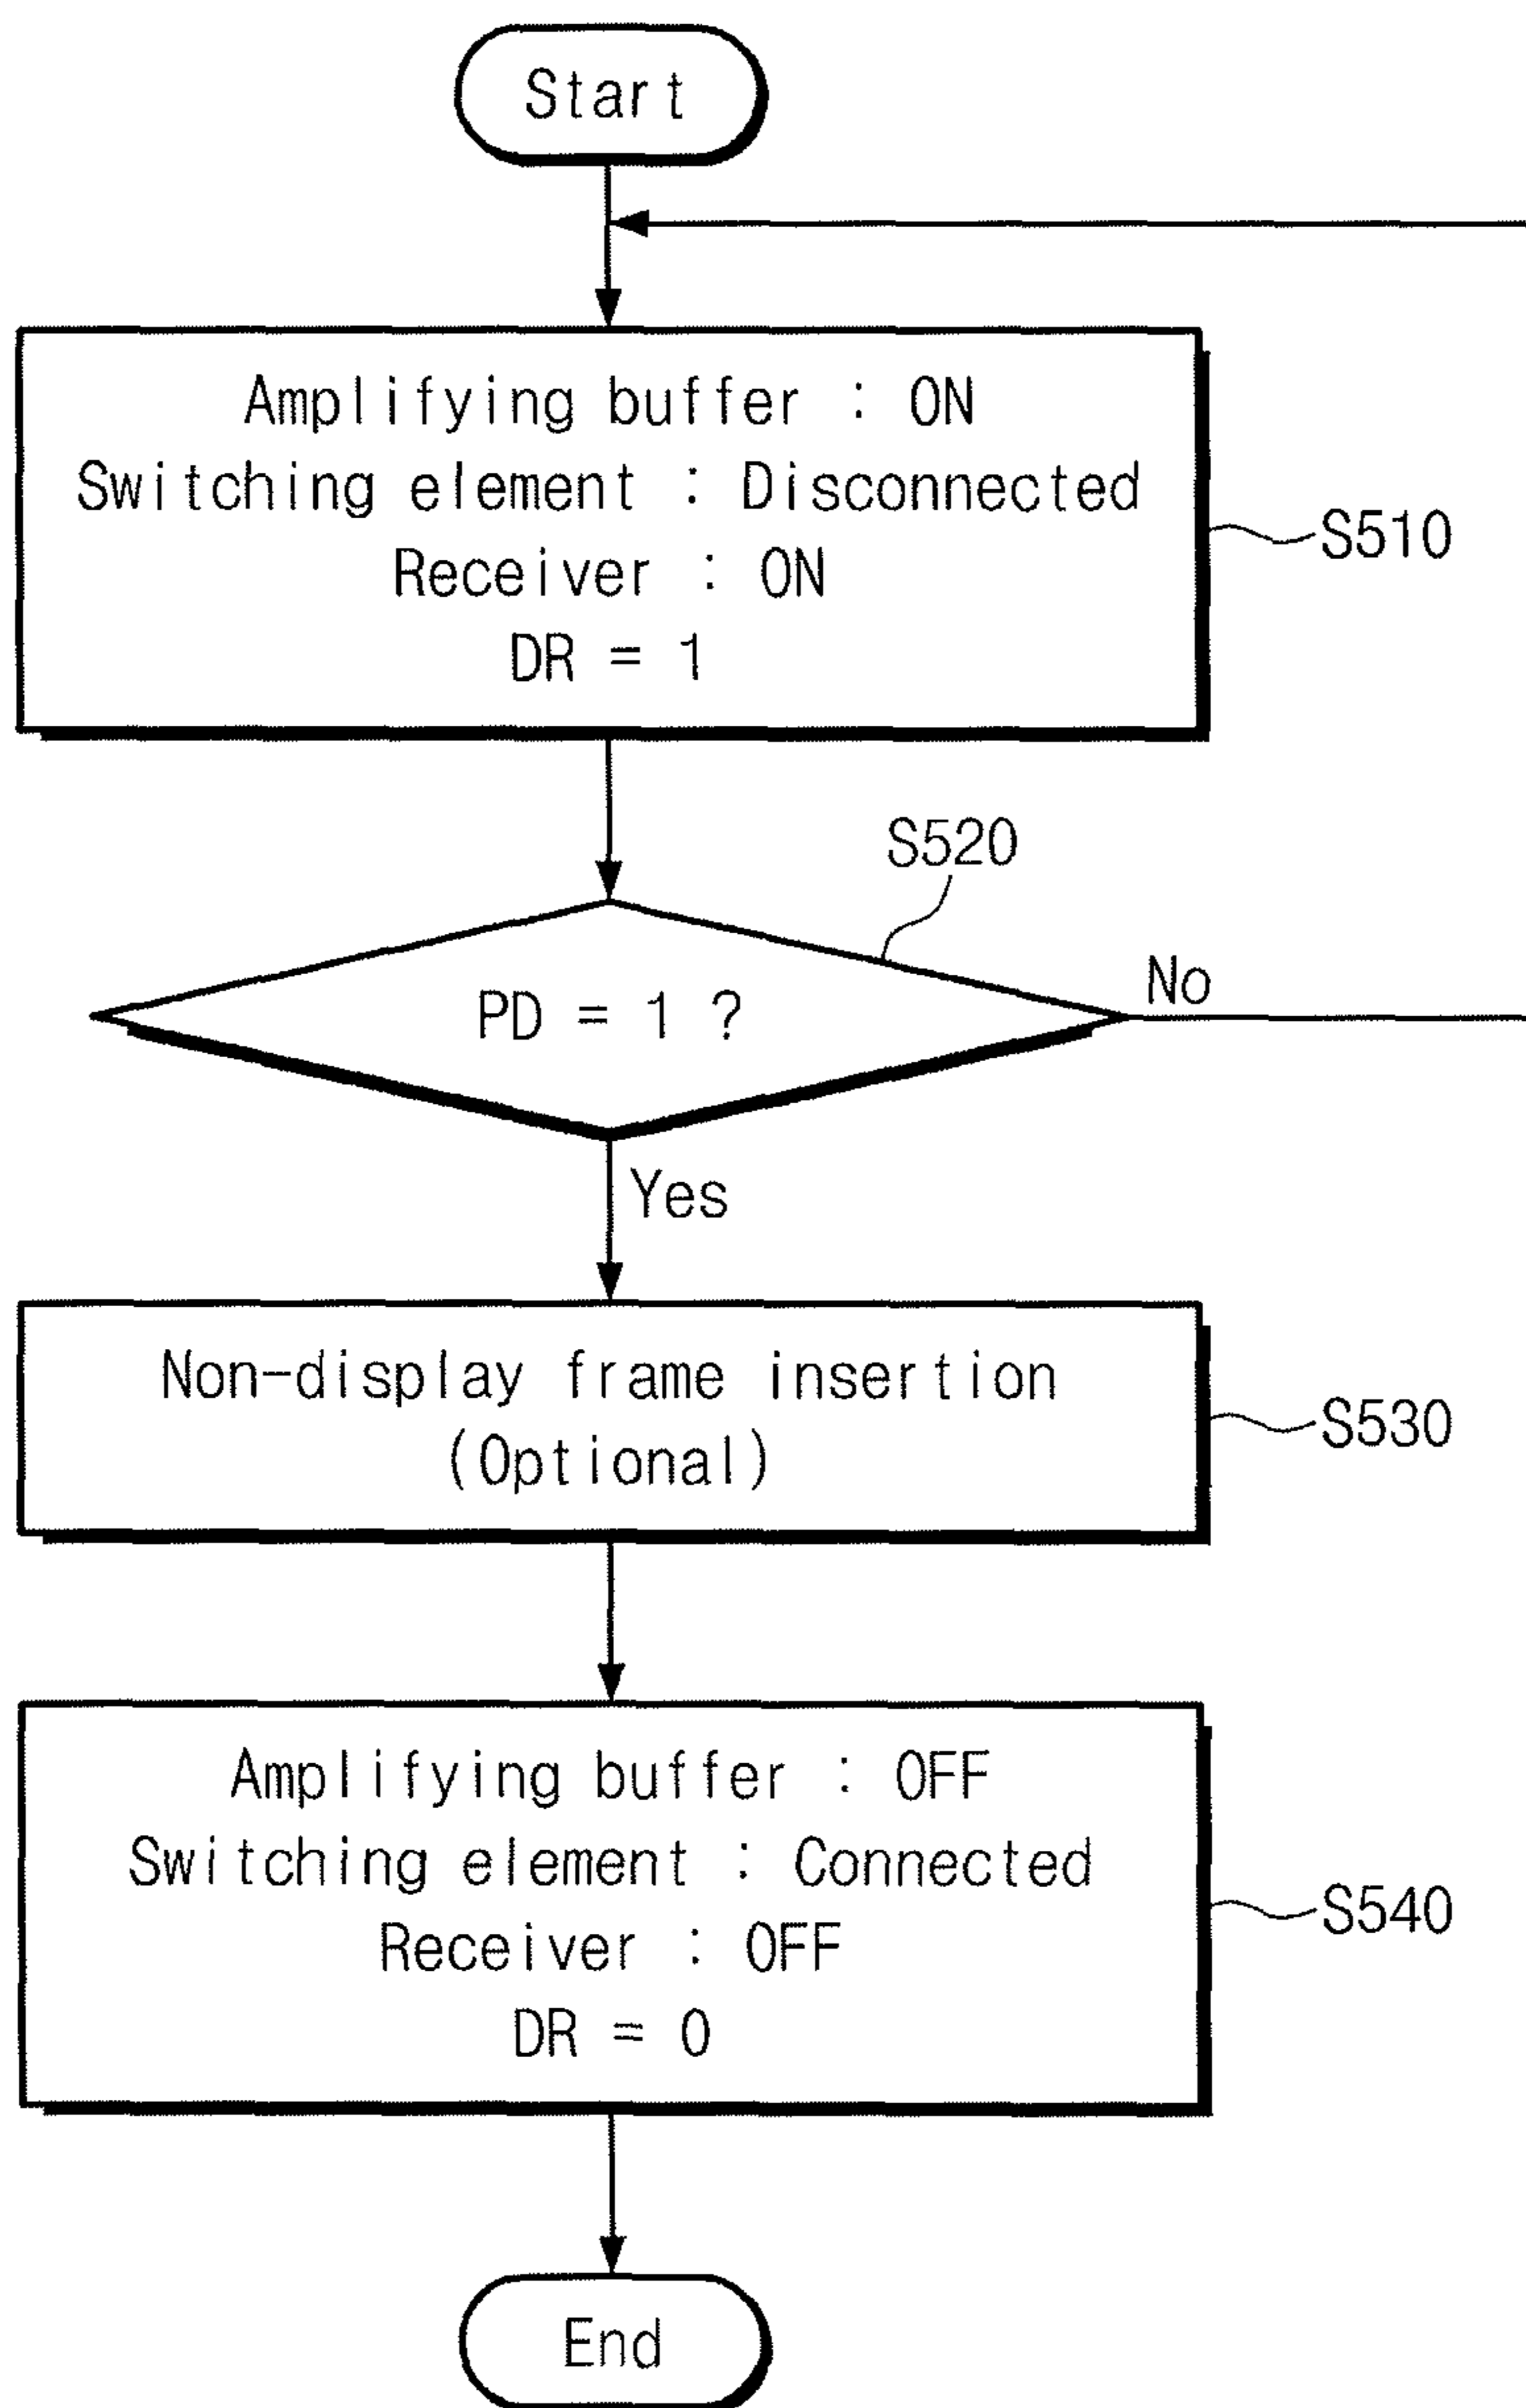 Start
Amplifying buffer : ON
Switching element : Disconnected
Receiver : ON
DR = 1
S510
S520
PD = 1 ?
No
Yes
Non-display frame insertion
(Optional)
S530
Amplifying buffer : OFF
Switching element : Connected
Receiver : OFF
DR = 0
S540
End